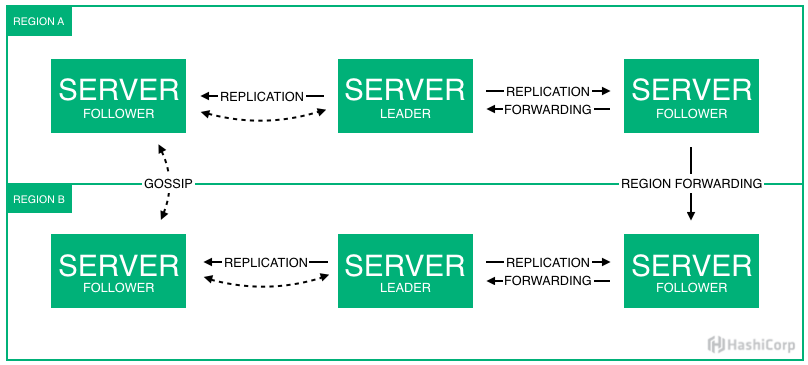 REGION A
SERVER
FOLLOWER
REPLICATION
SERVER
LEADER
REPLICATION
FORWARDING
SERVER
FOLLOWER
GOSSIP
REGION FORWARDING
REGION B
SERVER
FOLLOWER
REPLICATION
SERVER
LEADER
REPLICATION
FORWARDING
SERVER
FOLLOWER
HashiCorp